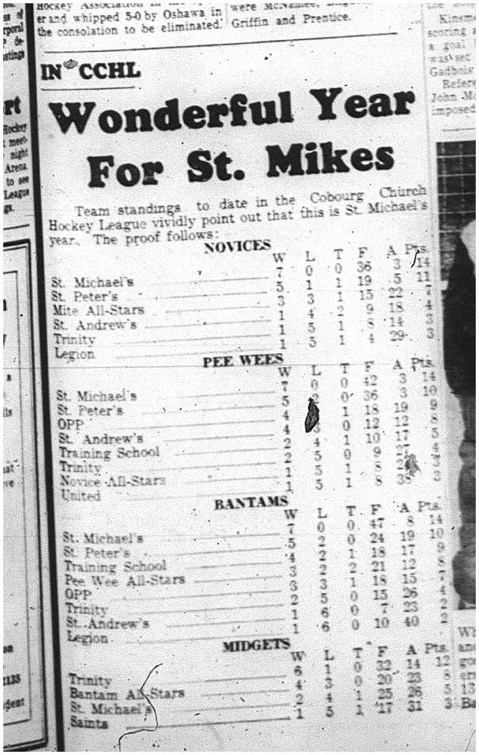 Hockey Association
er and whipped 5-0 by Oshawa in
the consolation to be eliminated.
were McNamee,
Griffin and Prentice.
IN CCHL
Wonderful Year
For St. Mikes
Team standings to date in the Cobourg Church
Hockey League vividly point out that this is St. Michael's
year. The proof follows:
NOVICES
W L T F A Pts.
St. Michael's 7 0 0 36 3 14
St. Peter's 5 1 1 19 5 11
Mite All-Stars 3 3 1 15 22 7
St. Andrew's 1 4 2 9 18 4
Trinity 1 5 1 8 14 3
Legion 1 5 1 4 29 3
PEE WEES
W L T F A Pts.
St. Michael's 7 0 0 42 3 14
St. Peter's 5 2 0 36 3 10
OPP 4 1 18 19 9
St. Andrew's 4 0 12 12 8
Training School 2 4 1 10 17 5
Trinity 2 5 0 9 4
Novice All-Stars 1 5 1 8 3
United 1 5 1 8 38 3
BANTAMS
W L T F A Pts.
St. Michael's 7 0 0 47 8 14
St. Peter's 5 2 0 24 19 10
Training School 4 2 1 18 17 9
Pee Wee All-Stars 3 2 2 21 12 8
OPP 3 3 1 18 15 7
Trinity 2 5 0 15 26 4
St. Andrew's 1 6 0 7 23 2
Legion 1 6 0 10 40 2
MIDGETS
W L T F A Pts.
Trinity 6 1 0 32 14 12
Bantam All-Stars 4 3 0 20 23 8
St. Michael's 2 4 1 25 26 5
Saints 1 5 1 17 31 3